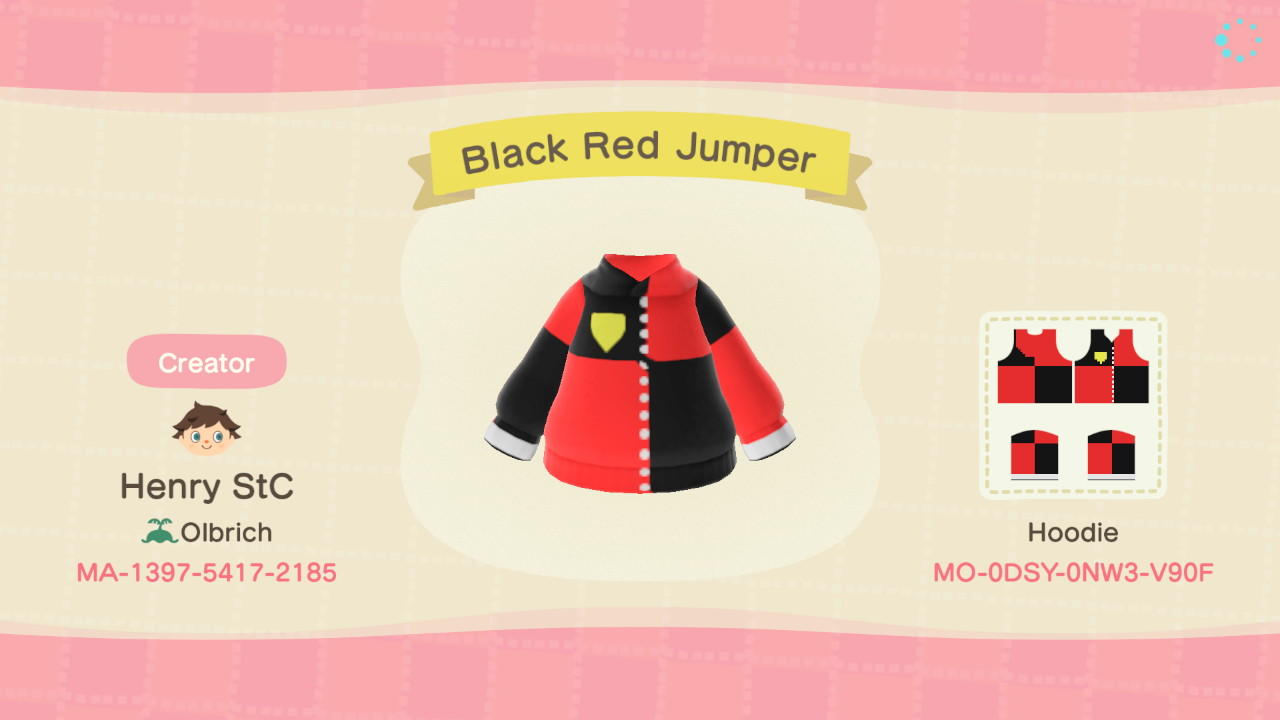 Black Red Jumper
Creator
Henry StC
Olbrich
MA-1397-5417-2185
Hoodie
MO-0DSY-0NW3-V90F